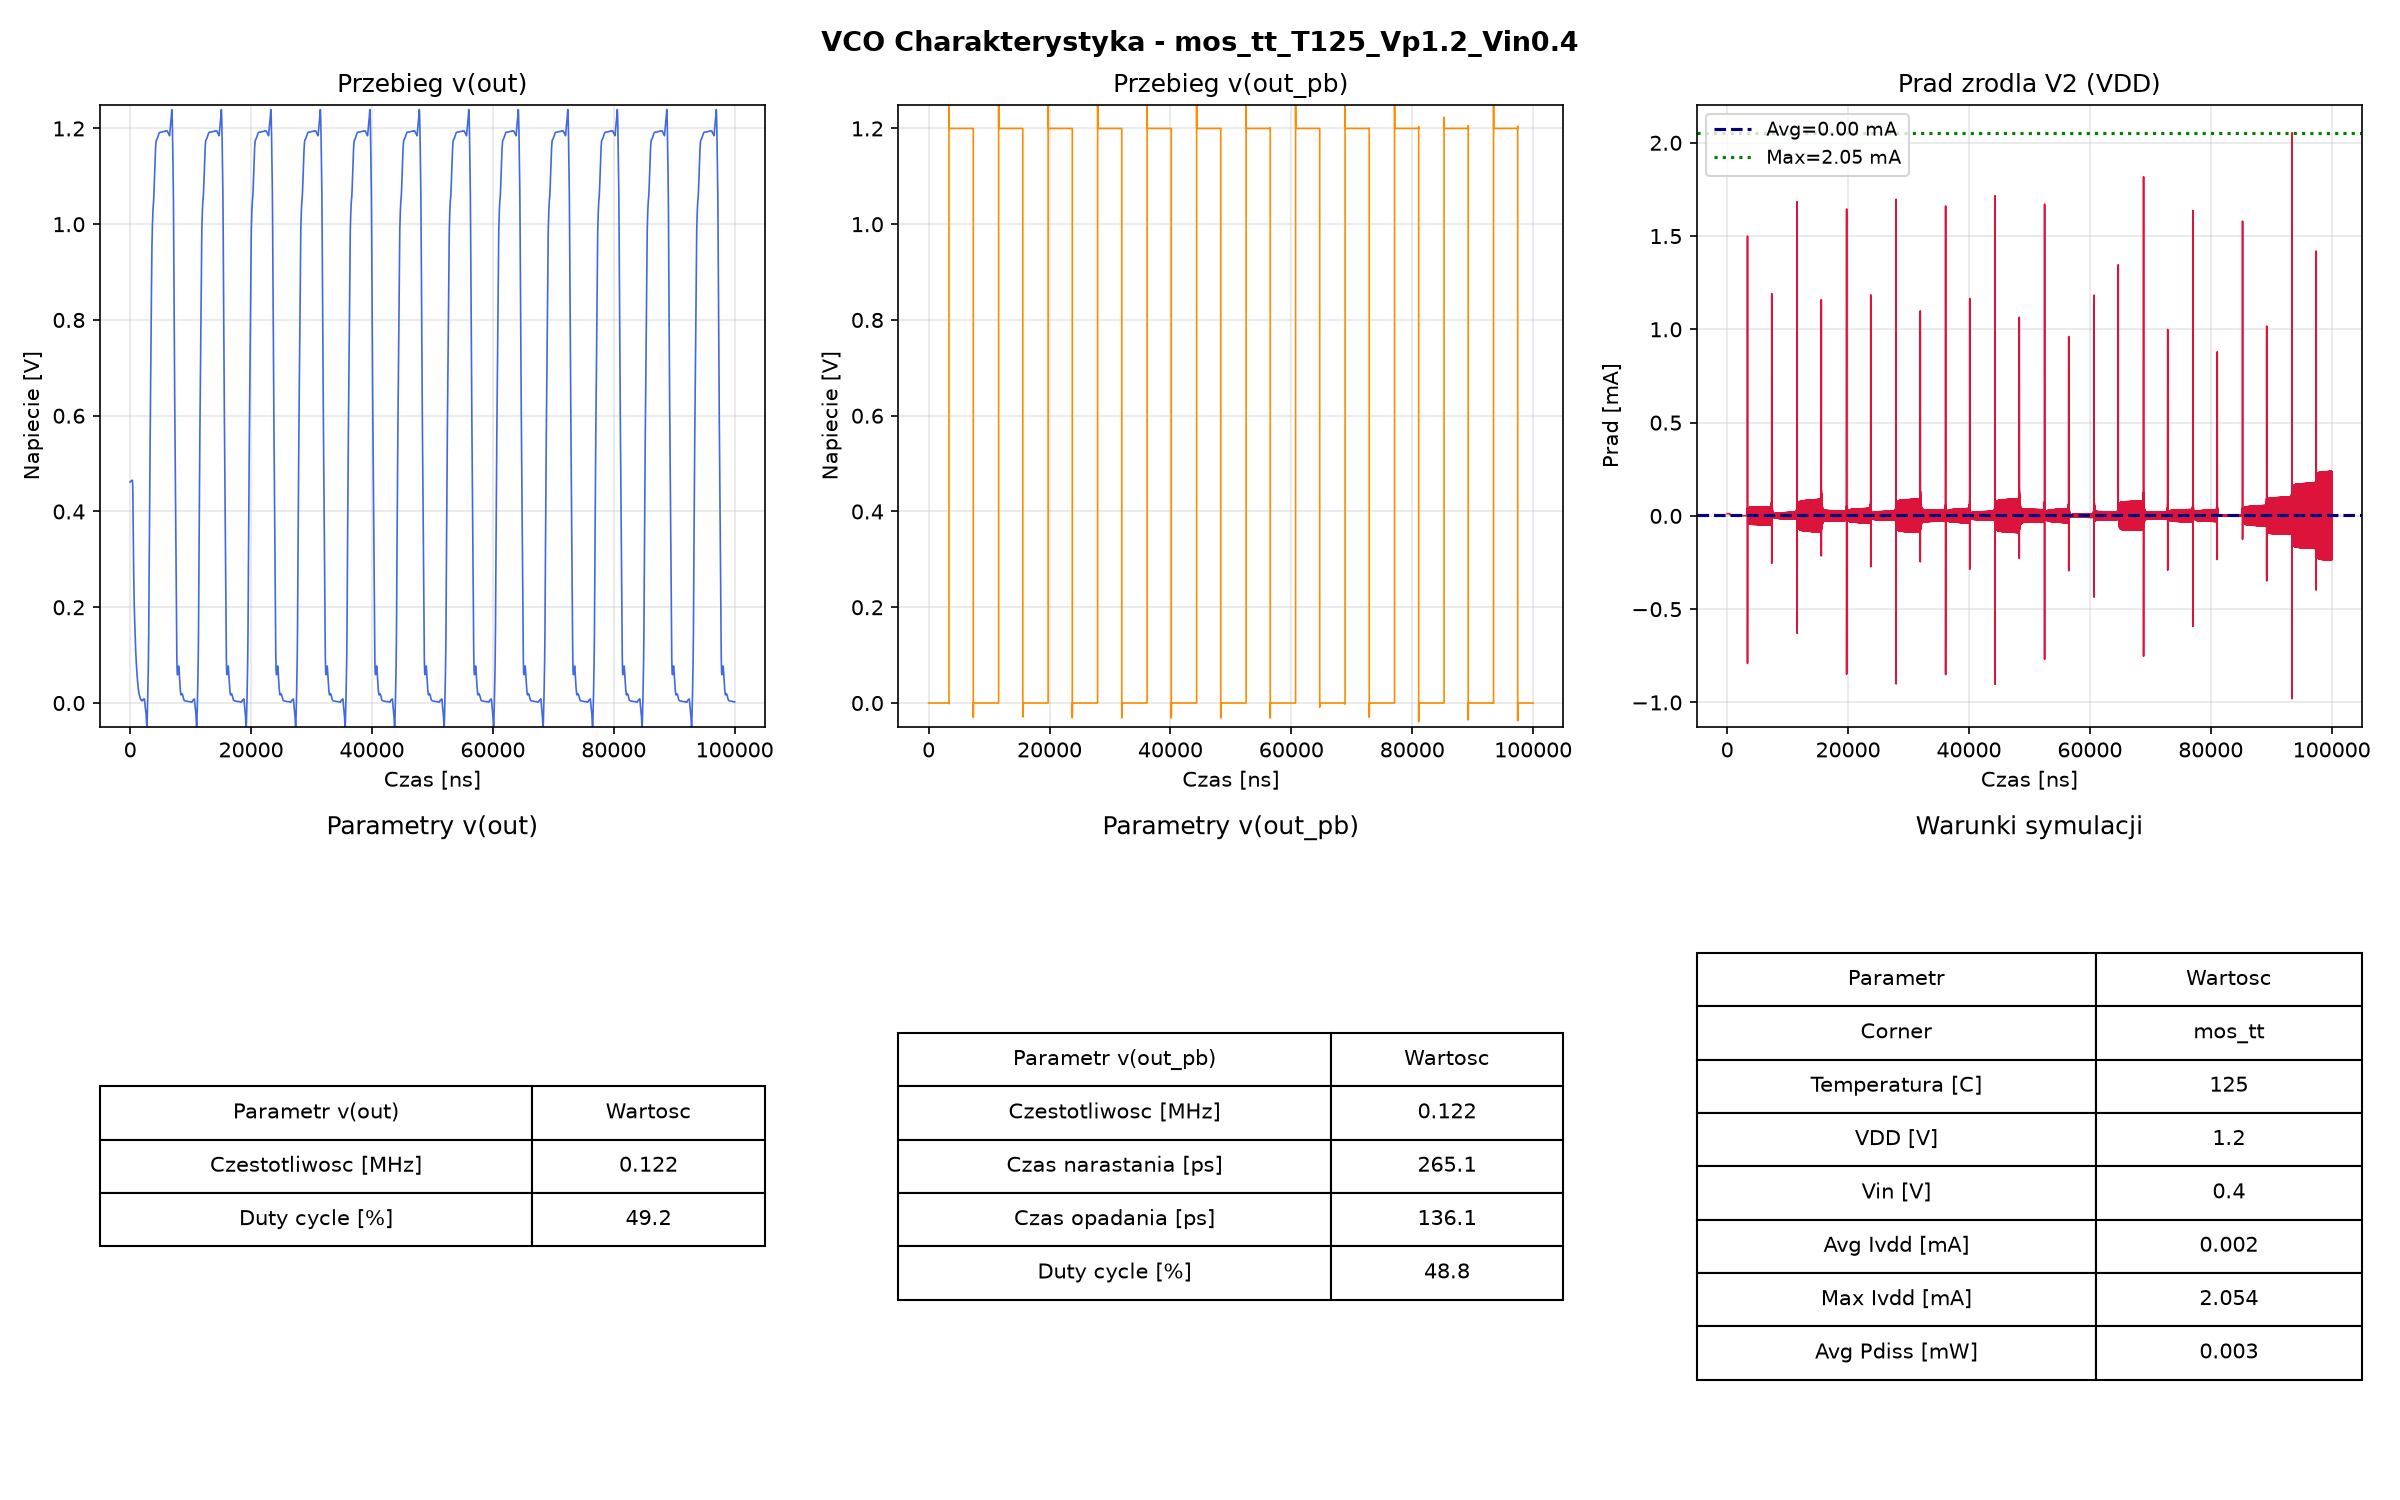 VCO Charakterystyka - mos_tt_T125_Vp1.2_Vin0.4
Przebieg v(out)
Napiecie [V]
1.2
1.0
0.8
0.6
0.4
0.2
0.0
0 20000 40000 60000 80000 100000
Czas [ns]
Przebieg v(out_pb)
Napiecie [V]
1.2
1.0
0.8
0.6
0.4
0.2
0.0
0 20000 40000 60000 80000 100000
Czas [ns]
Prad zrodla V2 (VDD)
Avg=0.00 mA
Max=2.05 mA
Prad [mA]
2.0
1.5
1.0
0.5
0.0
−0.5
−1.0
0 20000 40000 60000 80000 100000
Czas [ns]
Parametry v(out)
Parametr v(out) Wartosc
Czestotliwosc [MHz] 0.122
Duty cycle [%] 49.2
Parametry v(out_pb)
Parametr v(out_pb) Wartosc
Czestotliwosc [MHz] 0.122
Czas narastania [ps] 265.1
Czas opadania [ps] 136.1
Duty cycle [%] 48.8
Warunki symulacji
Parametr Wartosc
Corner mos_tt
Temperatura [C] 125
VDD [V] 1.2
Vin [V] 0.4
Avg Ivdd [mA] 0.002
Max Ivdd [mA] 2.054
Avg Pdiss [mW] 0.003